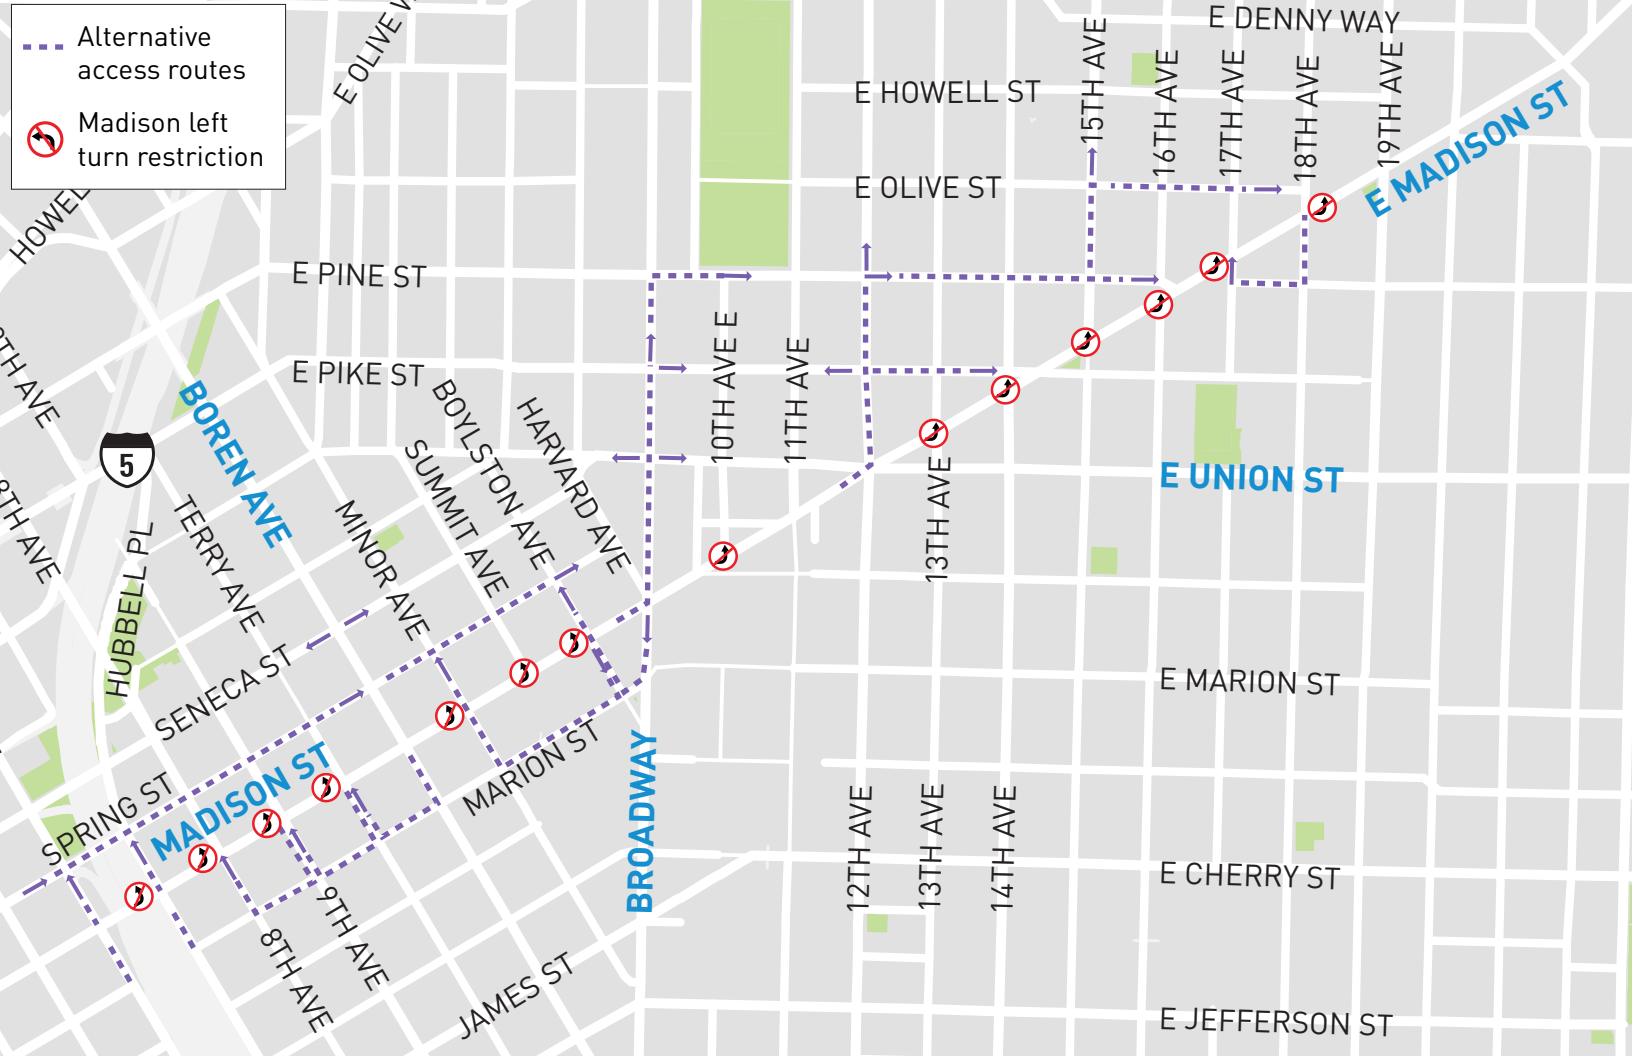 Alternative
access routes
Madison left
turn restriction
E OLIVE
E DENNY WAY
15TH AVE
16TH AVE
17TH AVE
18TH AVE
19TH AVE
E HOWELL ST
E MADISON ST
E OLIVE ST
HOWELL
E PINE ST
E PIKE ST
10TH AVE E
11TH AVE
BOREN AVE
BOYLSTON AVE
HARVARD AVE
SUMMIT AVE
TH AVE
8TH AVE
5
E UNION ST
13TH AVE
HUBBELL PL
TERRY AVE
MINOR AVE
SENECA ST
E MARION ST
SPRING ST
MADISON ST
MARION ST
BROADWAY
12TH AVE
13TH AVE
14TH AVE
E CHERRY ST
9TH AVE
8TH AVE
JAMES ST
E JEFFERSON ST